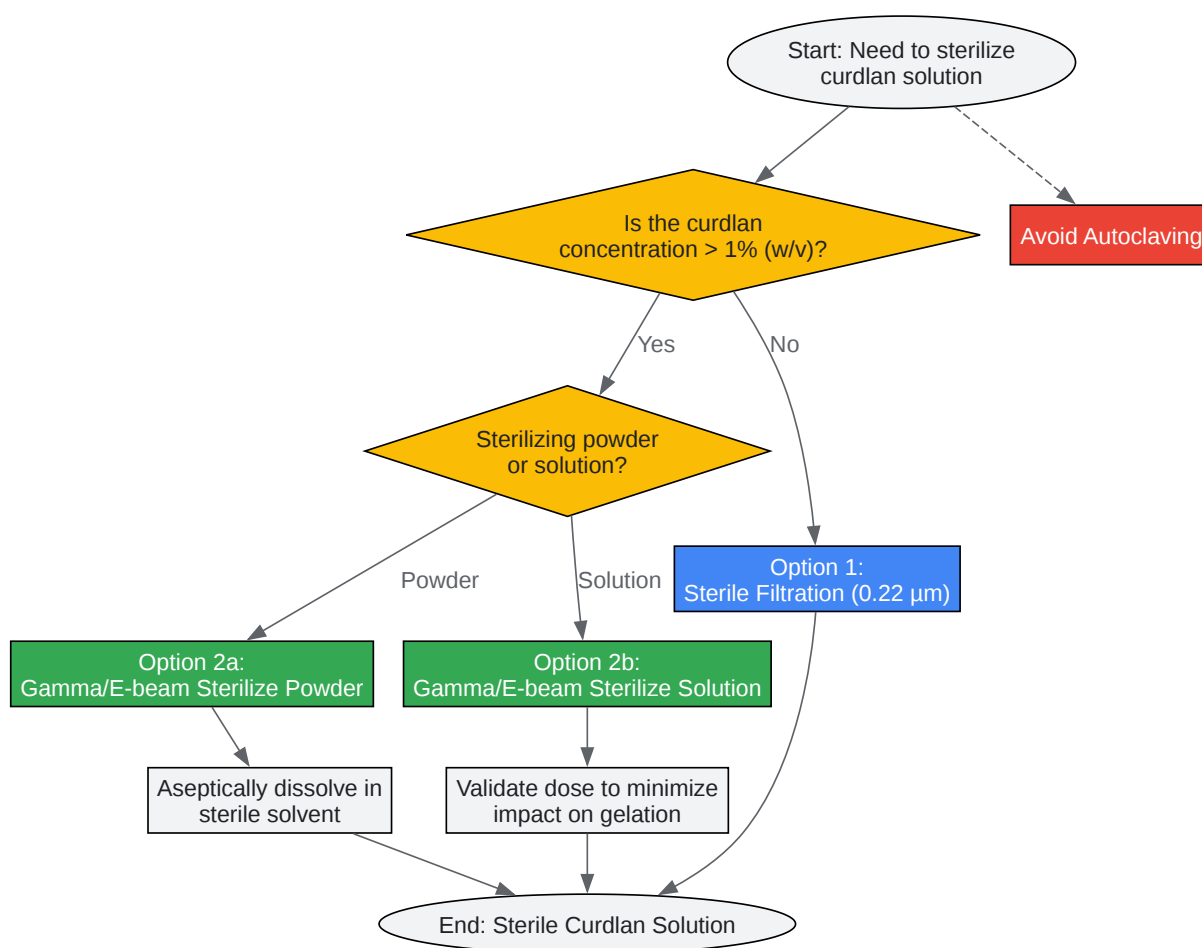 Start: Need to sterilize
curdlan solution
Is the curdlan
concentration > 1% (w/v)?
Avoid Autoclaving
Yes
No
Sterilizing powder
or solution?
Powder
Solution
Option 1:
Sterile Filtration (0.22 µm)
Option 2a:
Gamma/E-beam Sterilize Powder
Option 2b:
Gamma/E-beam Sterilize Solution
Aseptically dissolve in
sterile solvent
Validate dose to minimize
impact on gelation
End: Sterile Curdlan Solution